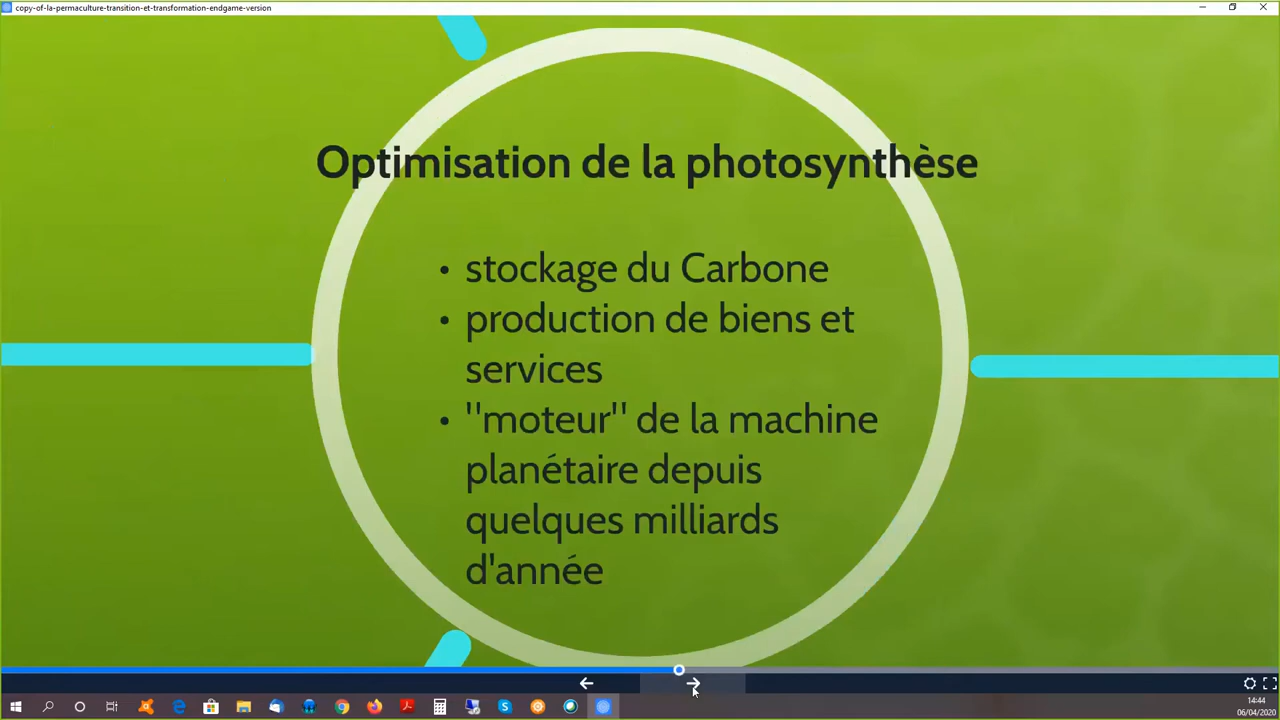 copy-of-la-permaculture-transition-et-transformation-endgame-version
Optimisation de la photosynthèse
• stockage du Carbone
• production de biens et
services
• "moteur" de la machine
planétaire depuis
quelques milliards
d'année
14:44
06/04/2020